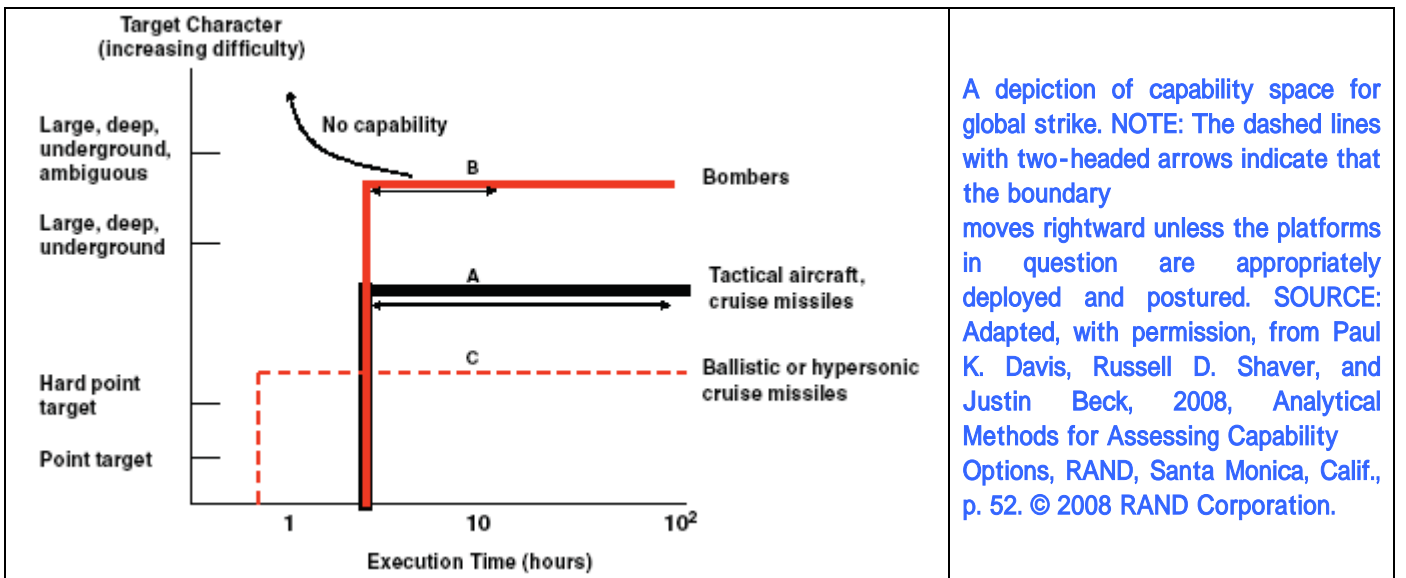 Target Character
(increasing difficulty)
Large, deep,
underground,
ambiguous
Large, deep,
underground
Hard point
target
Point target
No capability
B
Bombers
A
Tactical aircraft,
cruise missiles
C
Ballistic or hypersonic
cruise missiles
1
10
10²
Execution Time (hours)
A depiction of capability space for
global strike. NOTE: The dashed lines
with two-headed arrows indicate that
the boundary
moves rightward unless the platforms
in question are appropriately
deployed and postured. SOURCE:
Adapted, with permission, from Paul
K. Davis, Russell D. Shaver, and
Justin Beck, 2008, Analytical
Methods for Assessing Capability
Options, RAND, Santa Monica, Calif.,
p. 52. © 2008 RAND Corporation.